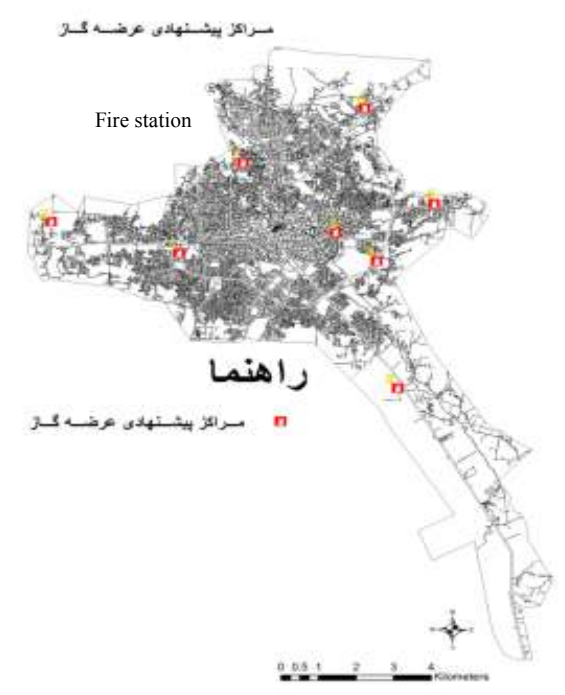 مراکز پیشنهادی عرضه گاز
Fire station
راهنما
مراکز پیشنهادی عرضه گاز
0 0.5 1 2 3 4
Kilometers